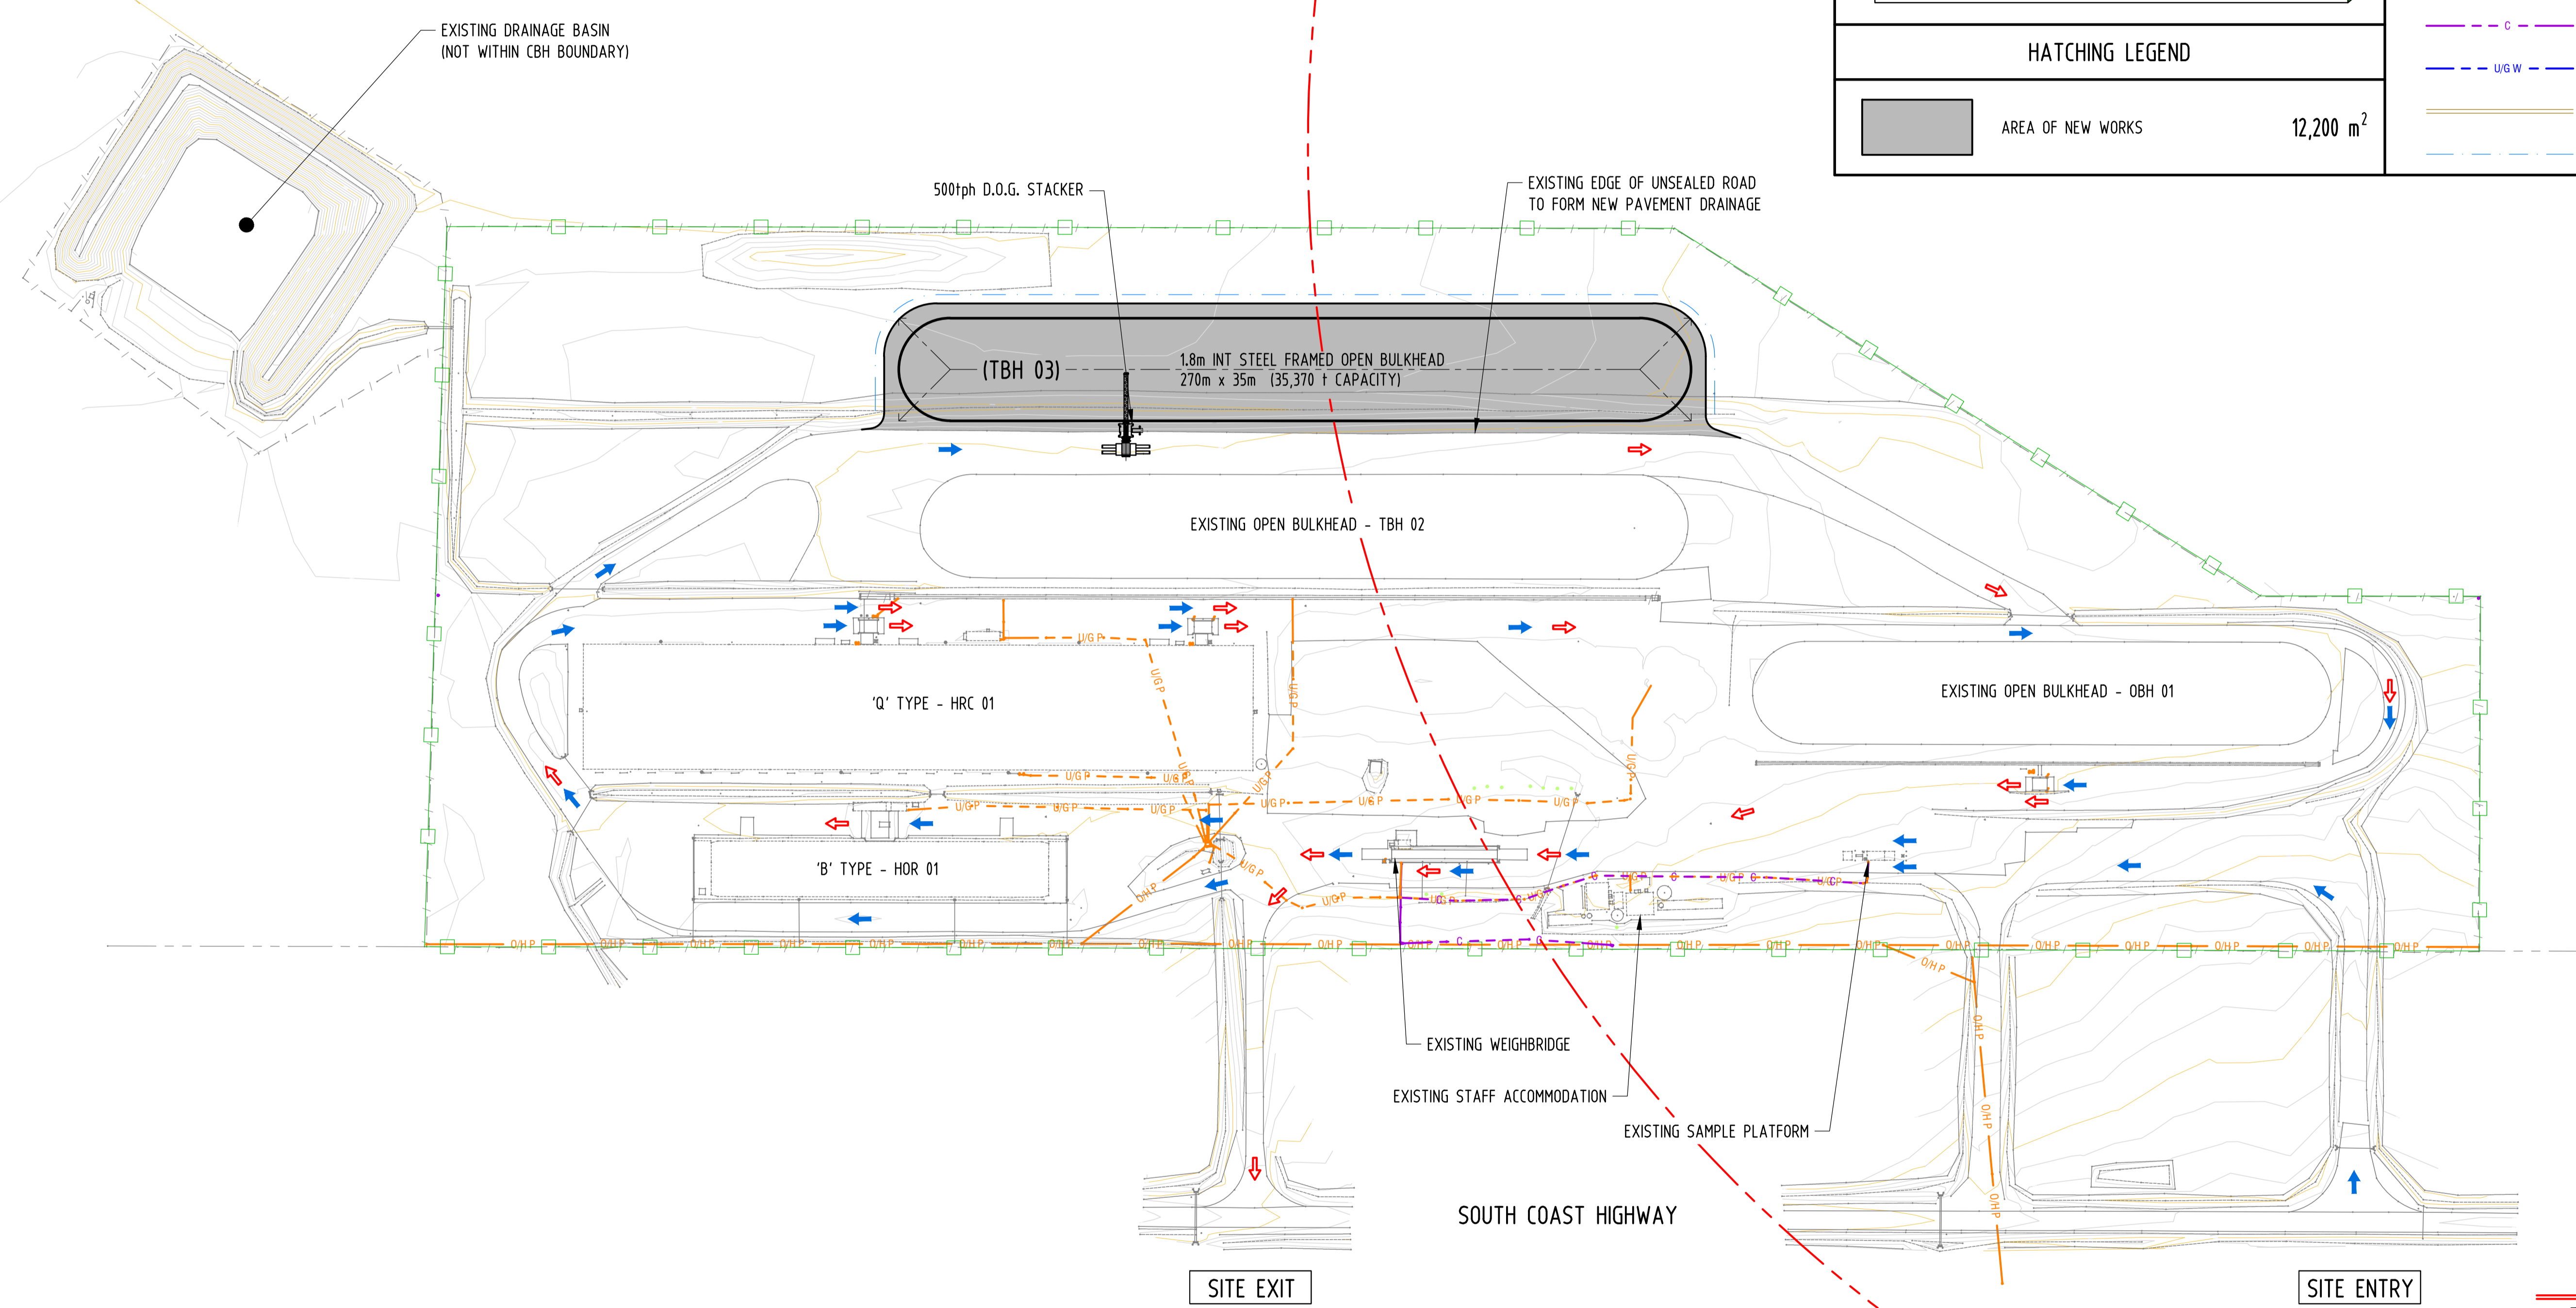 EXISTING DRAINAGE BASIN
(NOT WITHIN CBH BOUNDARY)
HATCHING LEGEND
AREA OF NEW WORKS
12,200 m²
C
U/G W
500tph D.O.G. STACKER
EXISTING EDGE OF UNSEALED ROAD
TO FORM NEW PAVEMENT DRAINAGE
(TBH 03)
1.8m INT STEEL FRAMED OPEN BULKHEAD
270m x 35m (35,370 t CAPACITY)
EXISTING OPEN BULKHEAD - TBH 02
U/G P
U/G P
U/G P
'Q' TYPE - HRC 01
EXISTING OPEN BULKHEAD - OBH 01
U/G P
U/G P
U/G P
U/G P
U/G P
U/G P
U/G P
U/G P
U/G P
U/G P
U/G P
U/G P
U/G P
'B' TYPE - HOR 01
U/G P
O/H P
U/G P
U/G P
C
U/G P
C
U/G P
C
U/G P
C
U/G P
C
U/G P
C
O/H P
O/H P
O/H P
O/H P
O/H P
O/H P
O/H P
O/H P
O/H P
O/H P
O/H P
C
O/H P
C
O/H P
O/H P
O/H P
O/H P
O/H P
O/H P
O/H P
O/H P
O/H P
O/H P
O/H P
O/H P
O/H P
O/H P
EXISTING WEIGHBRIDGE
EXISTING STAFF ACCOMMODATION
EXISTING SAMPLE PLATFORM
SOUTH COAST HIGHWAY
SITE EXIT
SITE ENTRY